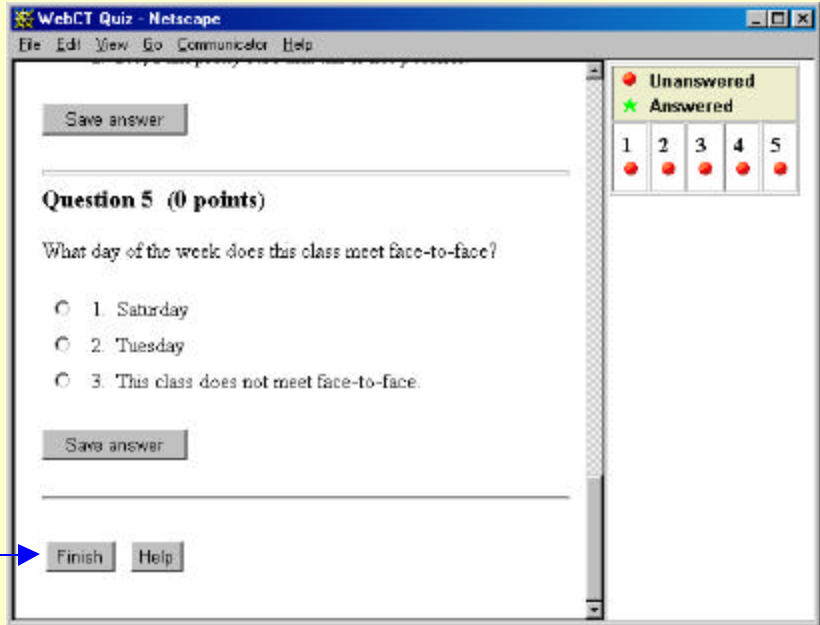 WebCT Quiz - Netscape
File Edit View Go Communicator Help
Save answer
Question 5 (0 points)
What day of the week does this class meet face-to-face?
1. Saturday
2. Tuesday
3. This class does not meet face-to-face.
Save answer
Finish Help
Unanswered
Answered
1 2 3 4 5